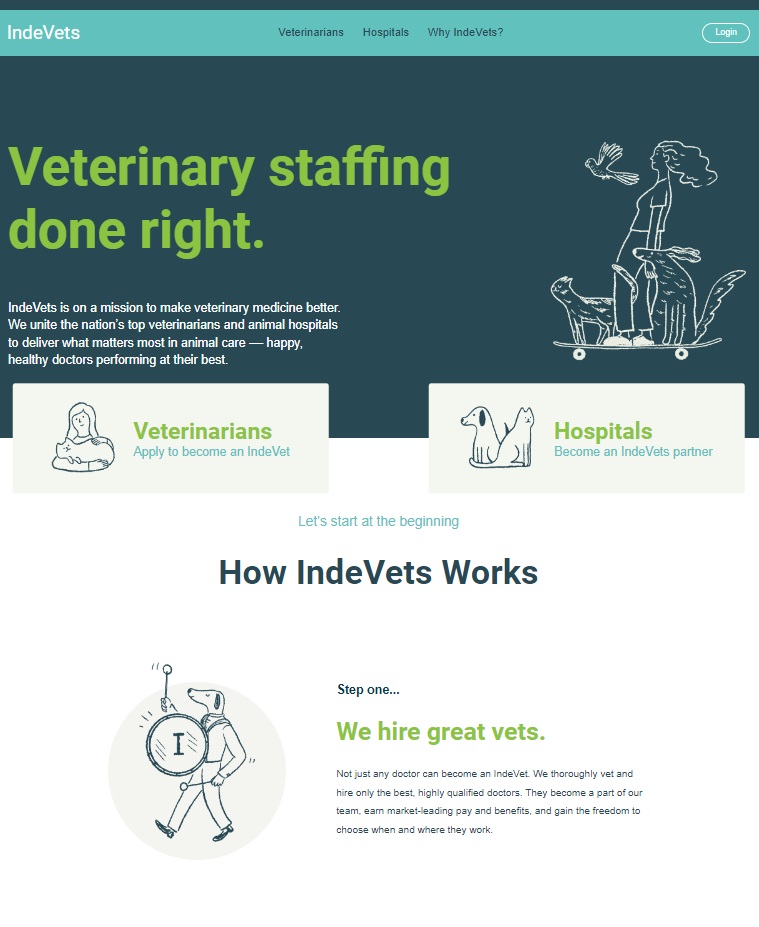 IndeVets
Veterinarians
Hospitals
Why IndeVets?
Login
Veterinary staffing
done right.
IndeVets is on a mission to make veterinary medicine better.
We unite the nation's top veterinarians and animal hospitals
to deliver what matters most in animal care — happy,
healthy doctors performing at their best.
Veterinarians
Apply to become an IndeVet
Hospitals
Become an IndeVets partner
Let's start at the beginning
How IndeVets Works
I
Step one...
We hire great vets.
Not just any doctor can become an IndeVet. We thoroughly vet and
hire only the best, highly qualified doctors. They become a part of our
team, earn market-leading pay and benefits, and gain the freedom to
choose when and where they work.